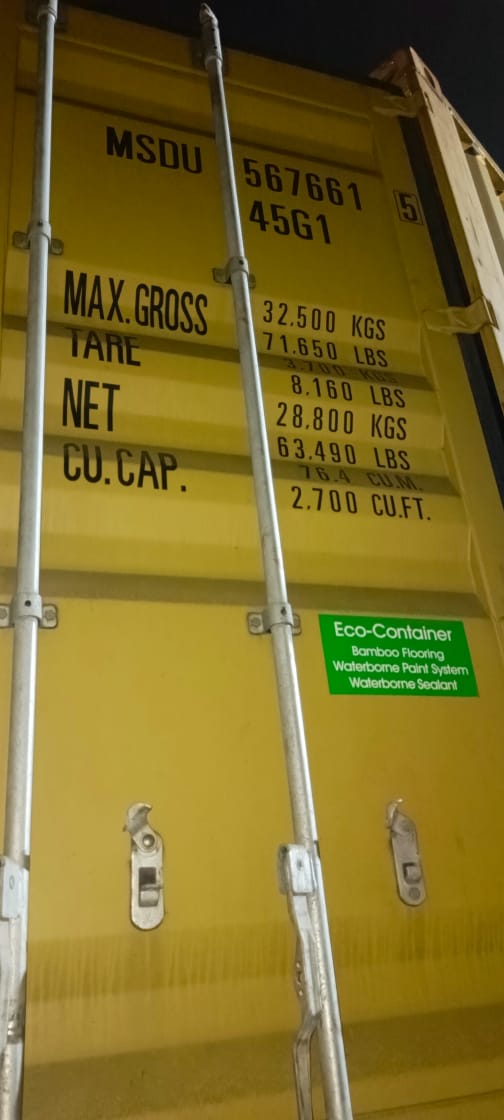 MSDU 567661 5
45G1
MAX. GROSS 32.500 KGS
71.650 LBS
TARE 3.700 KGS
8.160 LBS
NET 28.800 KGS
63.490 LBS
CU. CAP. 76.4 CU.M.
2.700 CU.FT.
Eco-Container
Bamboo Flooring
Waterborne Paint System
Waterborne Sealant